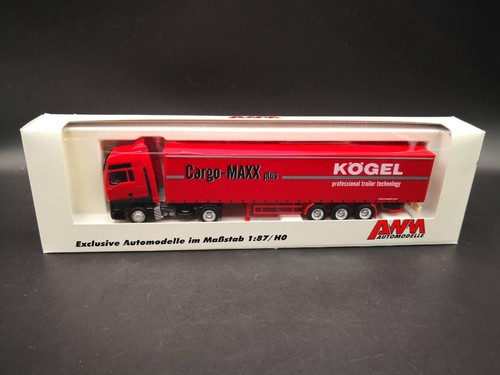 Cargo-MAXX plus
KÖGEL
professional trailer technology
Exclusive Automodelle im Maßstab 1:87/H0
AWM
AUTOMODELLE